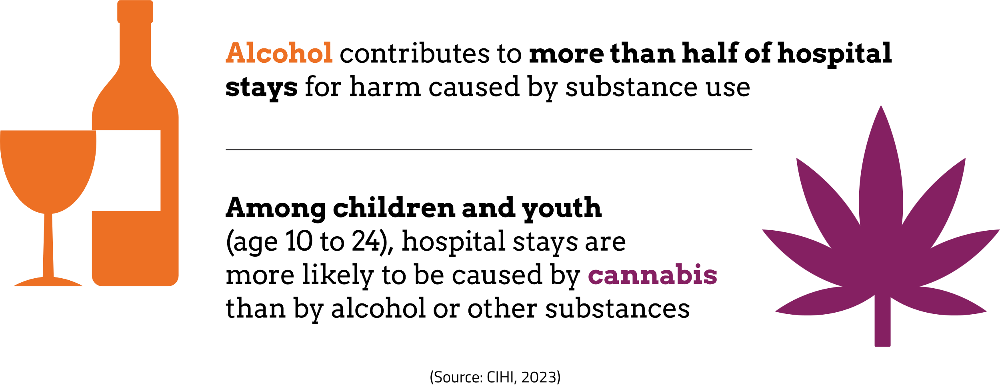 Alcohol contributes to more than half of hospital
stays for harm caused by substance use
Among children and youth
(age 10 to 24), hospital stays are
more likely to be caused by cannabis
than by alcohol or other substances
(Source: CIHI, 2023)